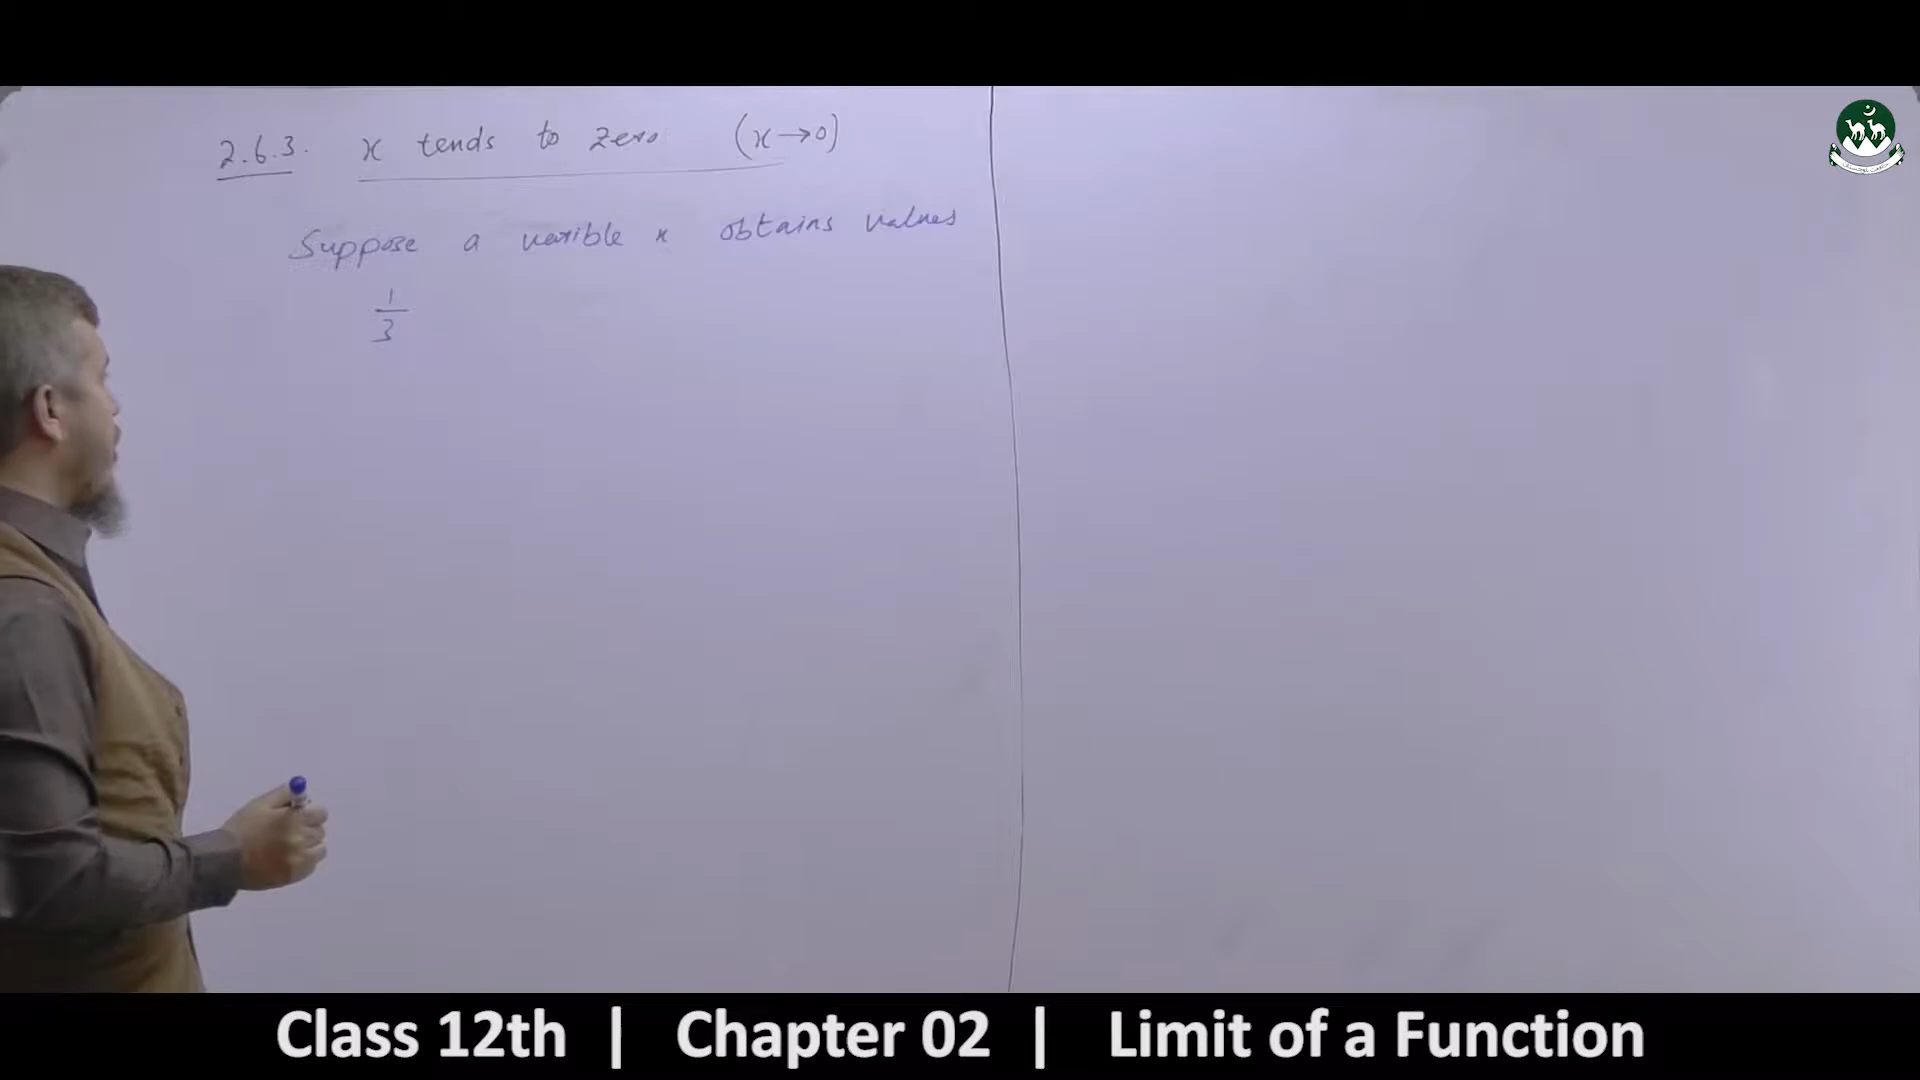 2.6.3. x tends to zero (x→0)
Suppose a varible x obtains values
1/3
Class 12th | Chapter 02 | Limit of a Function